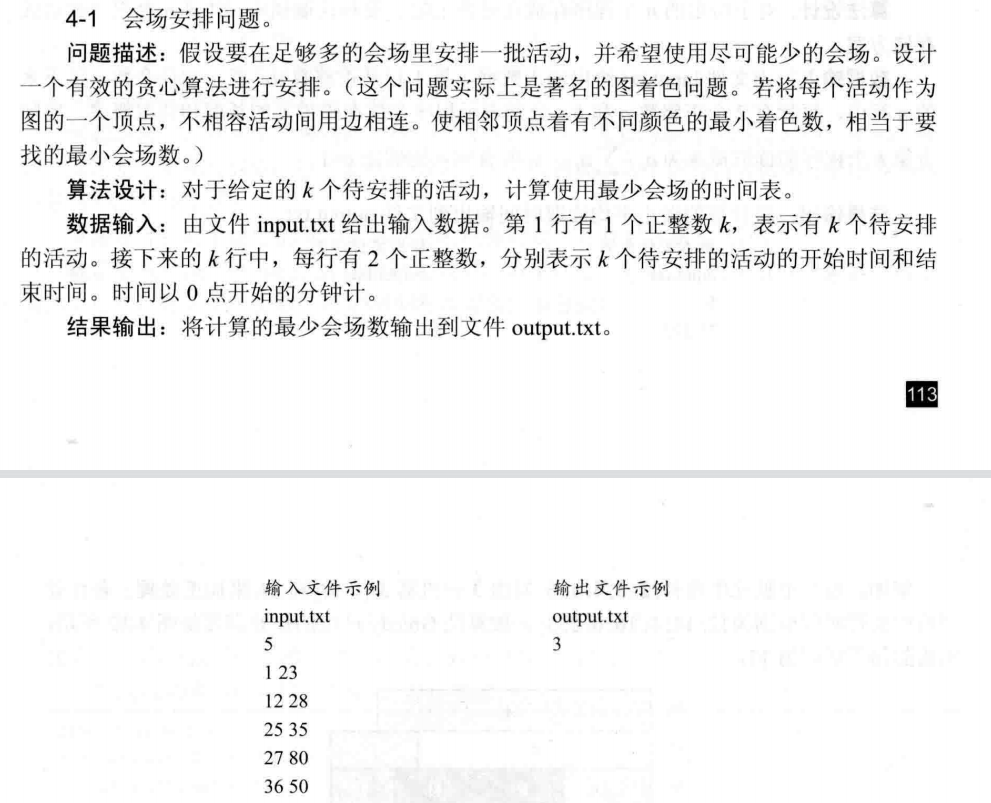 4-1 会场安排问题。
问题描述：假设要在足够多的会场里安排一批活动，并希望使用尽可能少的会场。设计
一个有效的贪心算法进行安排。（这个问题实际上是著名的图着色问题。若将每个活动作为
图的一个顶点，不相容活动间用边相连。使相邻顶点着有不同颜色的最小着色数，相当于要
找的最小会场数。）
算法设计：对于给定的 k 个待安排的活动，计算使用最少会场的时间表。
数据输入：由文件 input.txt 给出输入数据。第 1 行有 1 个正整数 k，表示有 k 个待安排
的活动。接下来的 k 行中，每行有 2 个正整数，分别表示 k 个待安排的活动的开始时间和结
束时间。时间以 0 点开始的分钟计。
结果输出：将计算的最少会场数输出到文件 output.txt。
113
输入文件示例 输出文件示例
input.txt output.txt
5 3
1 23
12 28
25 35
27 80
36 50